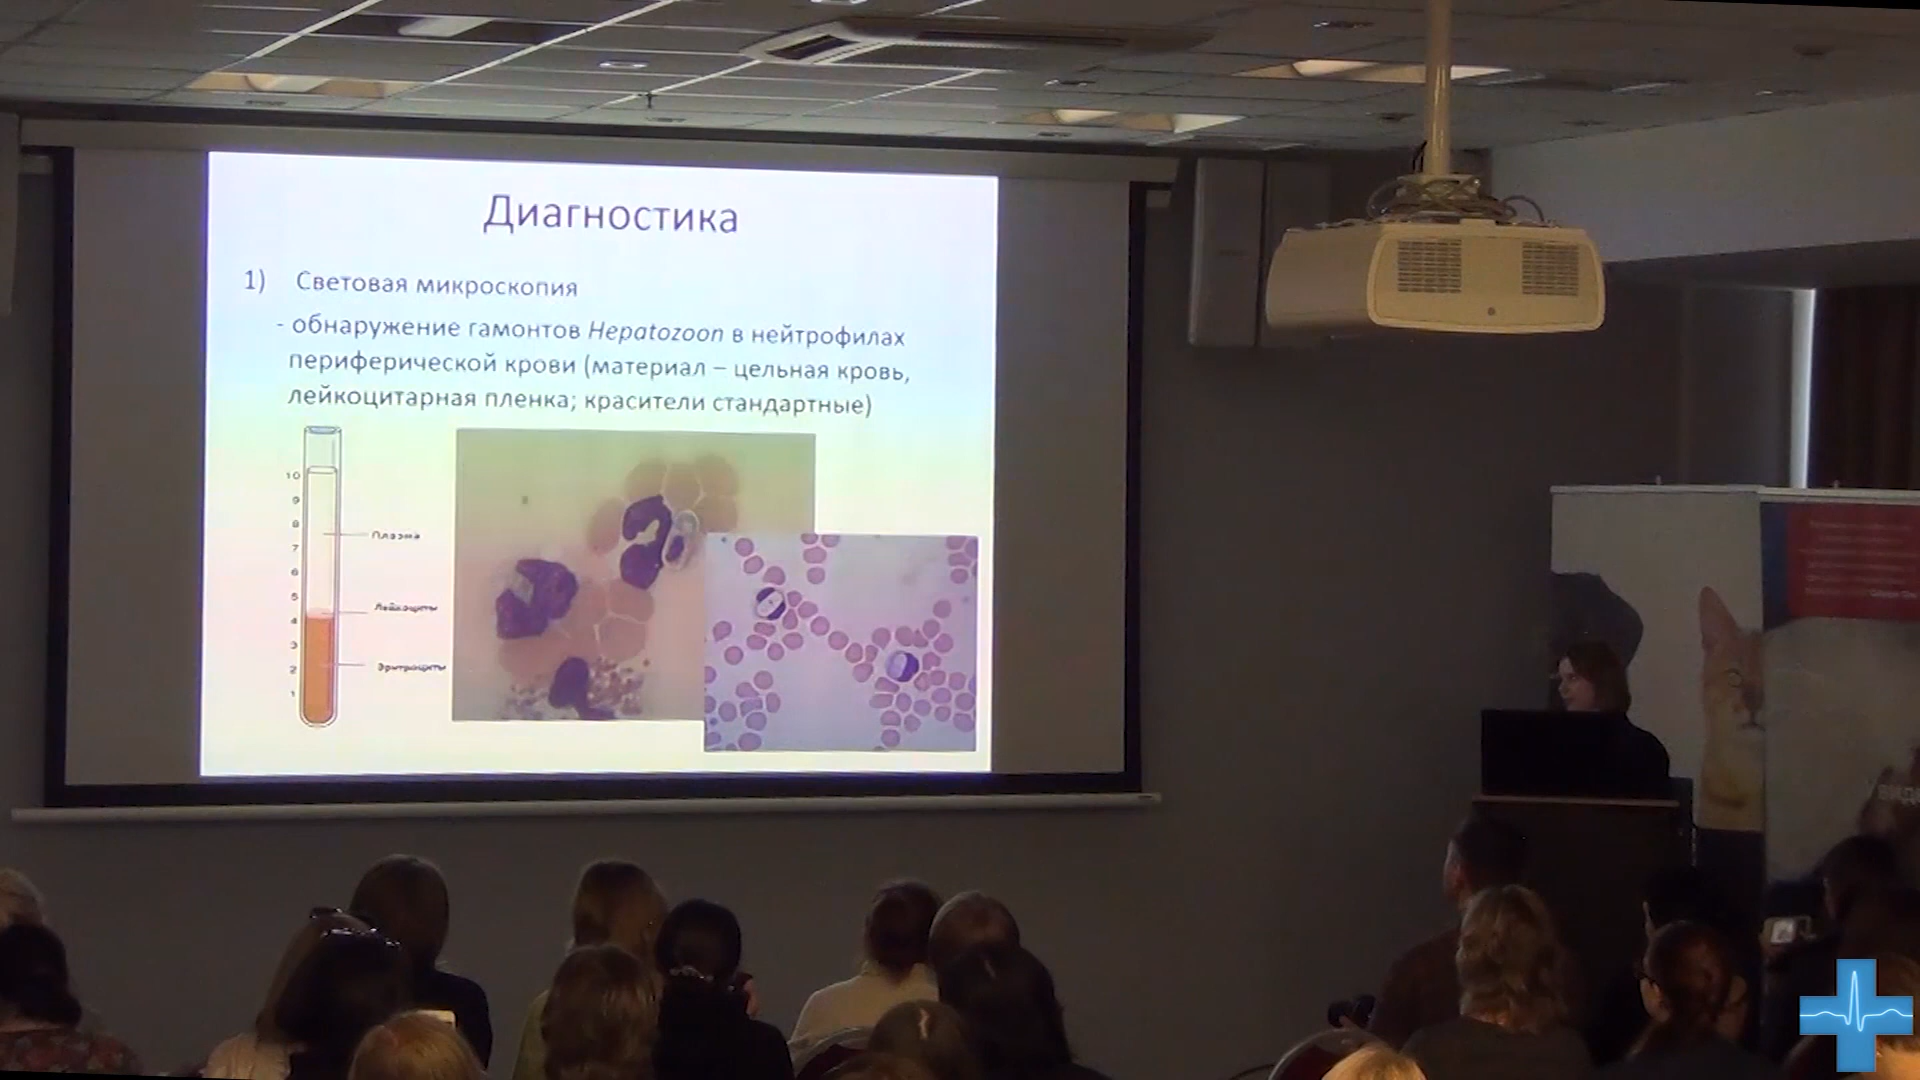 Диагностика
1) Световая микроскопия
- обнаружение гамонтов Hepatozoon в нейтрофилах
периферической крови (материал – цельная кровь,
лейкоцитарная пленка; красители стандартные)
10
9
8
Плазма
7
6
5
Лейкоциты
4
3
Эритроциты
2
1